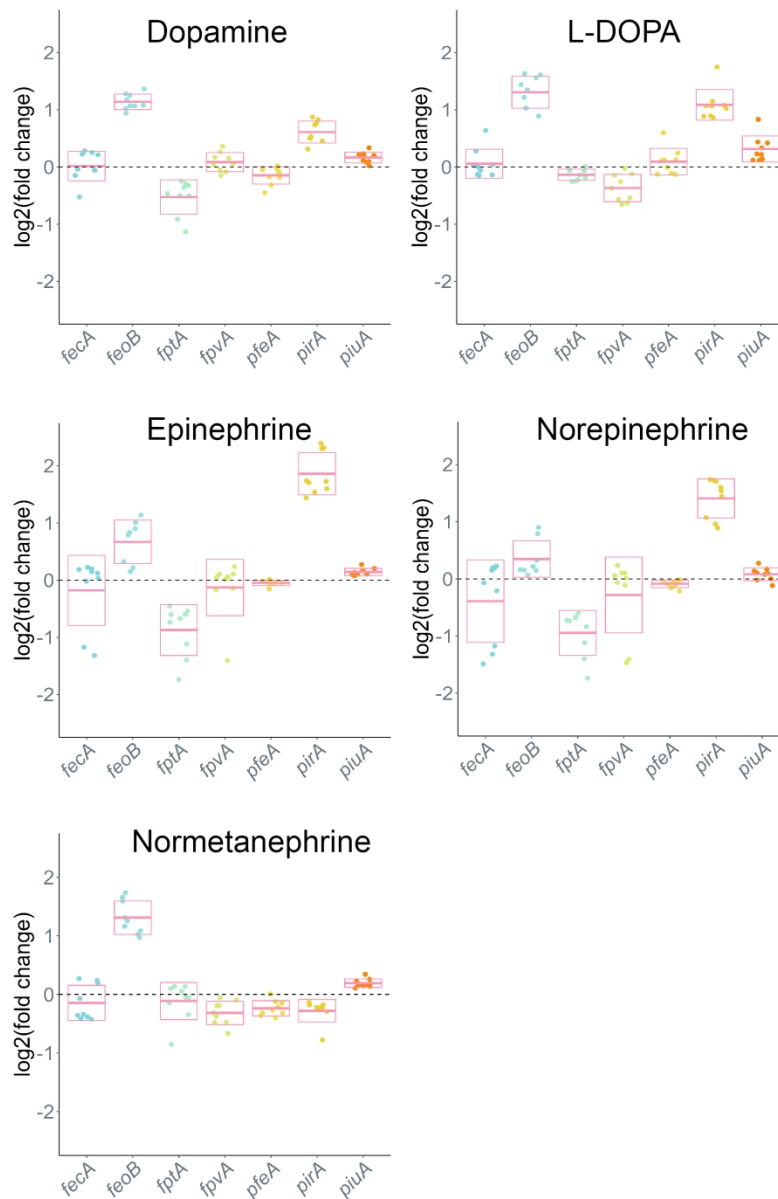 Dopamine
log2(fold change)
2
1
0
-1
-2
fecA feoB fptA fpvA pfeA pirA piuA
L-DOPA
log2(fold change)
2
1
0
-1
-2
fecA feoB fptA fpvA pfeA pirA piuA
Epinephrine
log2(fold change)
2
1
0
-1
-2
fecA feoB fptA fpvA pfeA pirA piuA
Norepinephrine
log2(fold change)
2
1
0
-1
-2
fecA feoB fptA fpvA pfeA pirA piuA
Normetanephrine
log2(fold change)
2
1
0
-1
-2
fecA feoB fptA fpvA pfeA pirA piuA